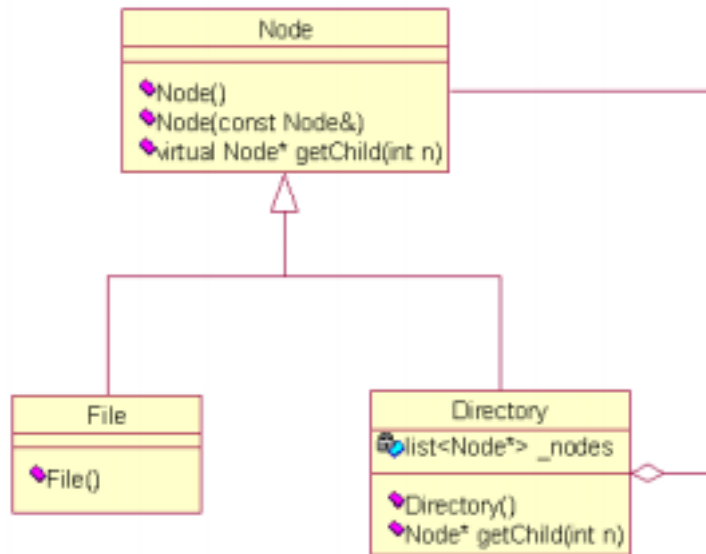 Node
Node()
Node(const Node&)
virtual Node* getChild(int n)
File
File()
Directory
list<Node*> _nodes
Directory()
Node* getChild(int n)